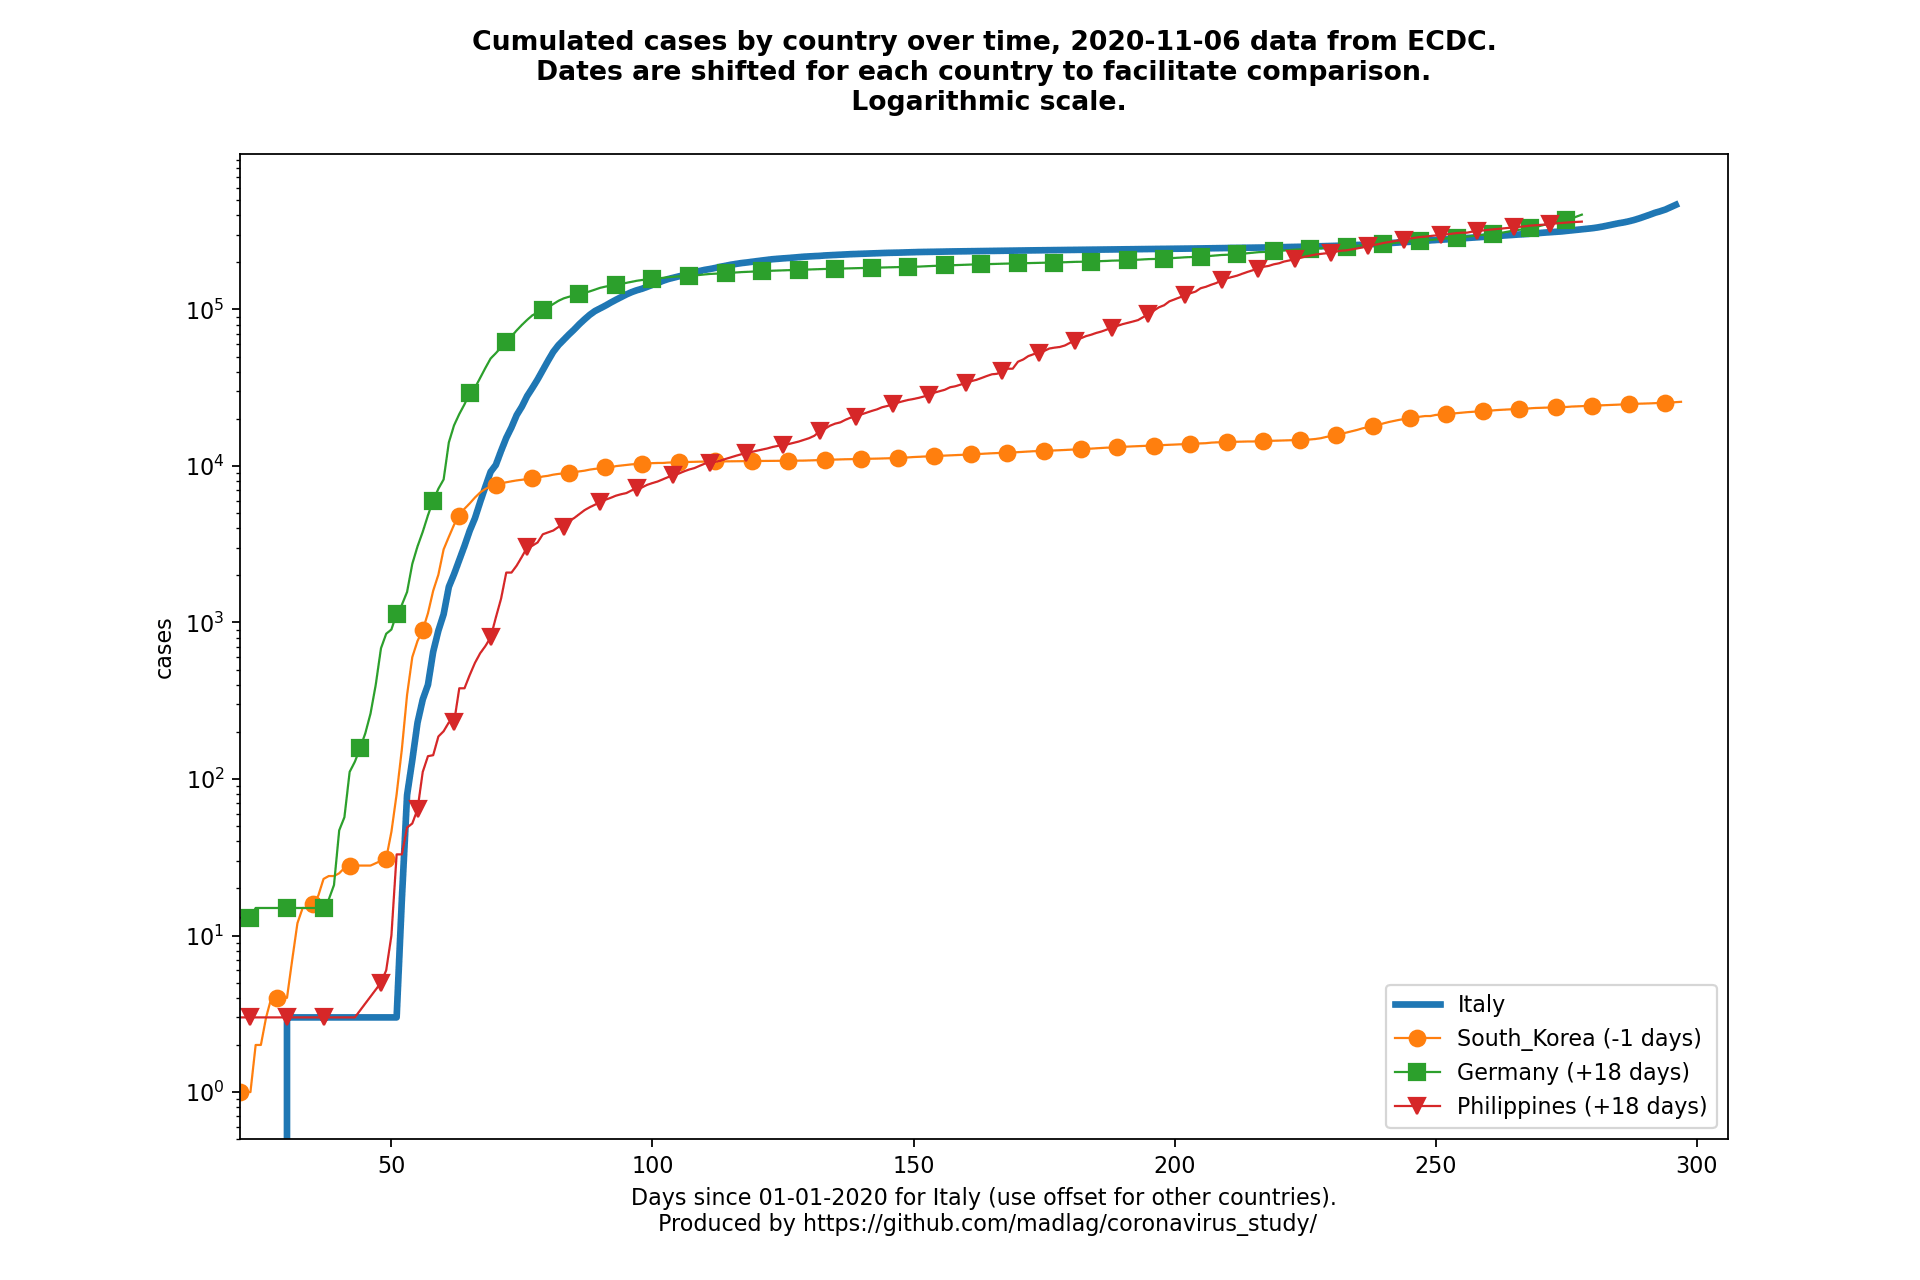 Cumulated cases by country over time, 2020-11-06 data from ECDC.
Dates are shifted for each country to facilitate comparison.
Logarithmic scale.
cases
10^5
10^4
10^3
10^2
10^1
10^0
50
100
150
200
250
300
Italy
South_Korea (-1 days)
Germany (+18 days)
Philippines (+18 days)
Days since 01-01-2020 for Italy (use offset for other countries).
Produced by https://github.com/madlag/coronavirus_study/